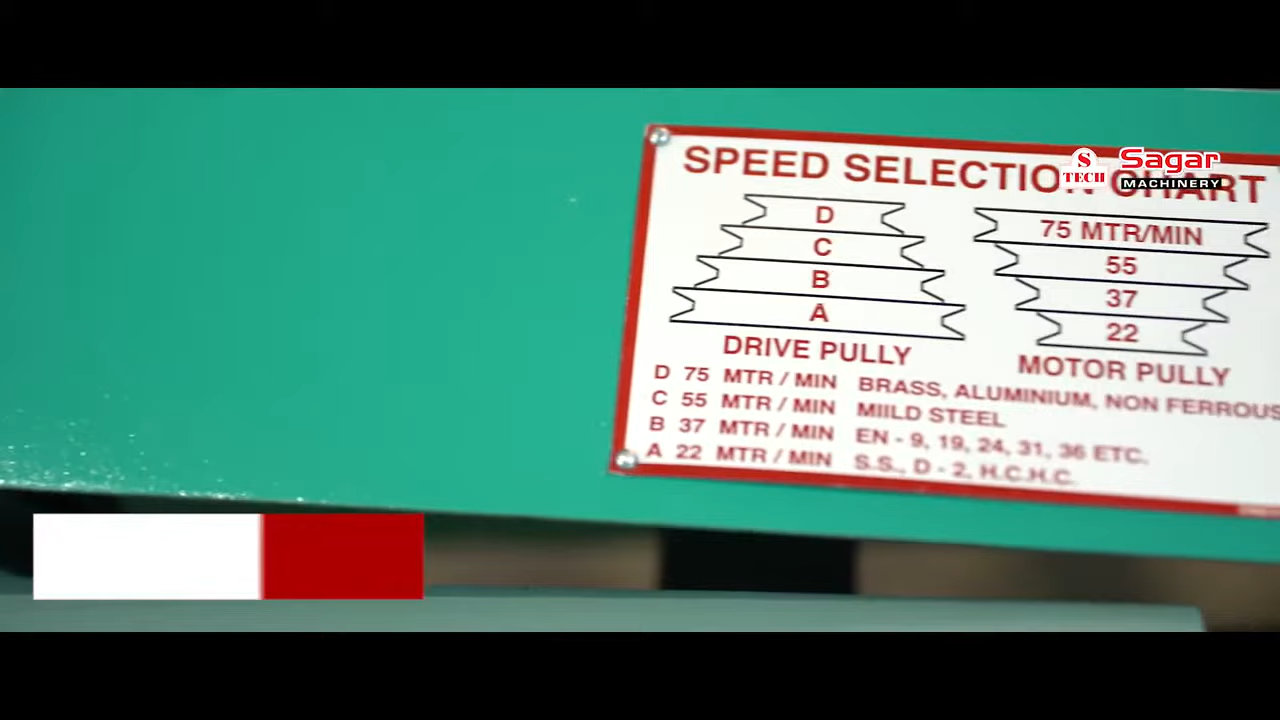 SPEED SELECTION CHART
S
TECH
Sagar
MACHINERY
D
C
B
A
DRIVE PULLY
75 MTR/MIN
55
37
22
MOTOR PULLY
D 75 MTR / MIN BRASS, ALUMINIUM, NON FERROUS
C 55 MTR / MIN MIILD STEEL
B 37 MTR / MIN EN - 9, 19, 24, 31, 36 ETC.
A 22 MTR / MIN S.S., D - 2, H.C.H.C.